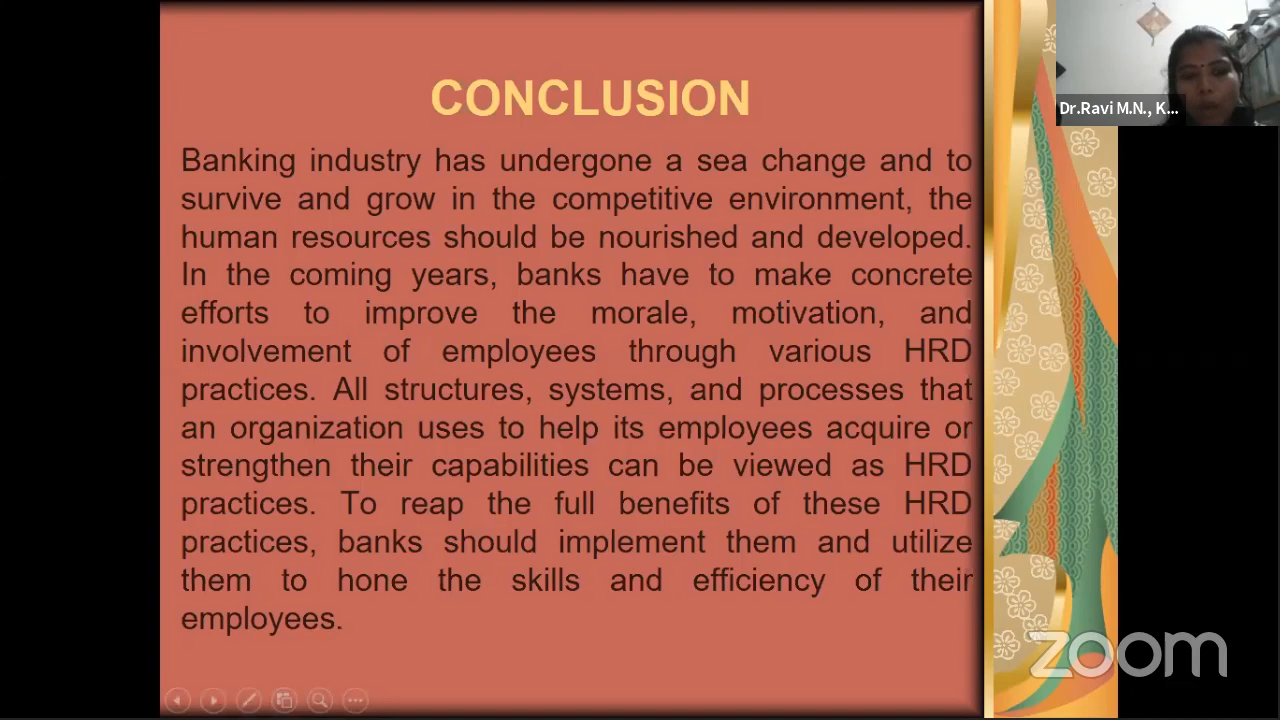 CONCLUSION
Banking industry has undergone a sea change and to
survive and grow in the competitive environment, the
human resources should be nourished and developed.
In the coming years, banks have to make concrete
efforts to improve the morale, motivation, and
involvement of employees through various HRD
practices. All structures, systems, and processes that
an organization uses to help its employees acquire or
strengthen their capabilities can be viewed as HRD
practices. To reap the full benefits of these HRD
practices, banks should implement them and utilize
them to hone the skills and efficiency of their
employees.
Dr.Ravi M.N., K...
zoom